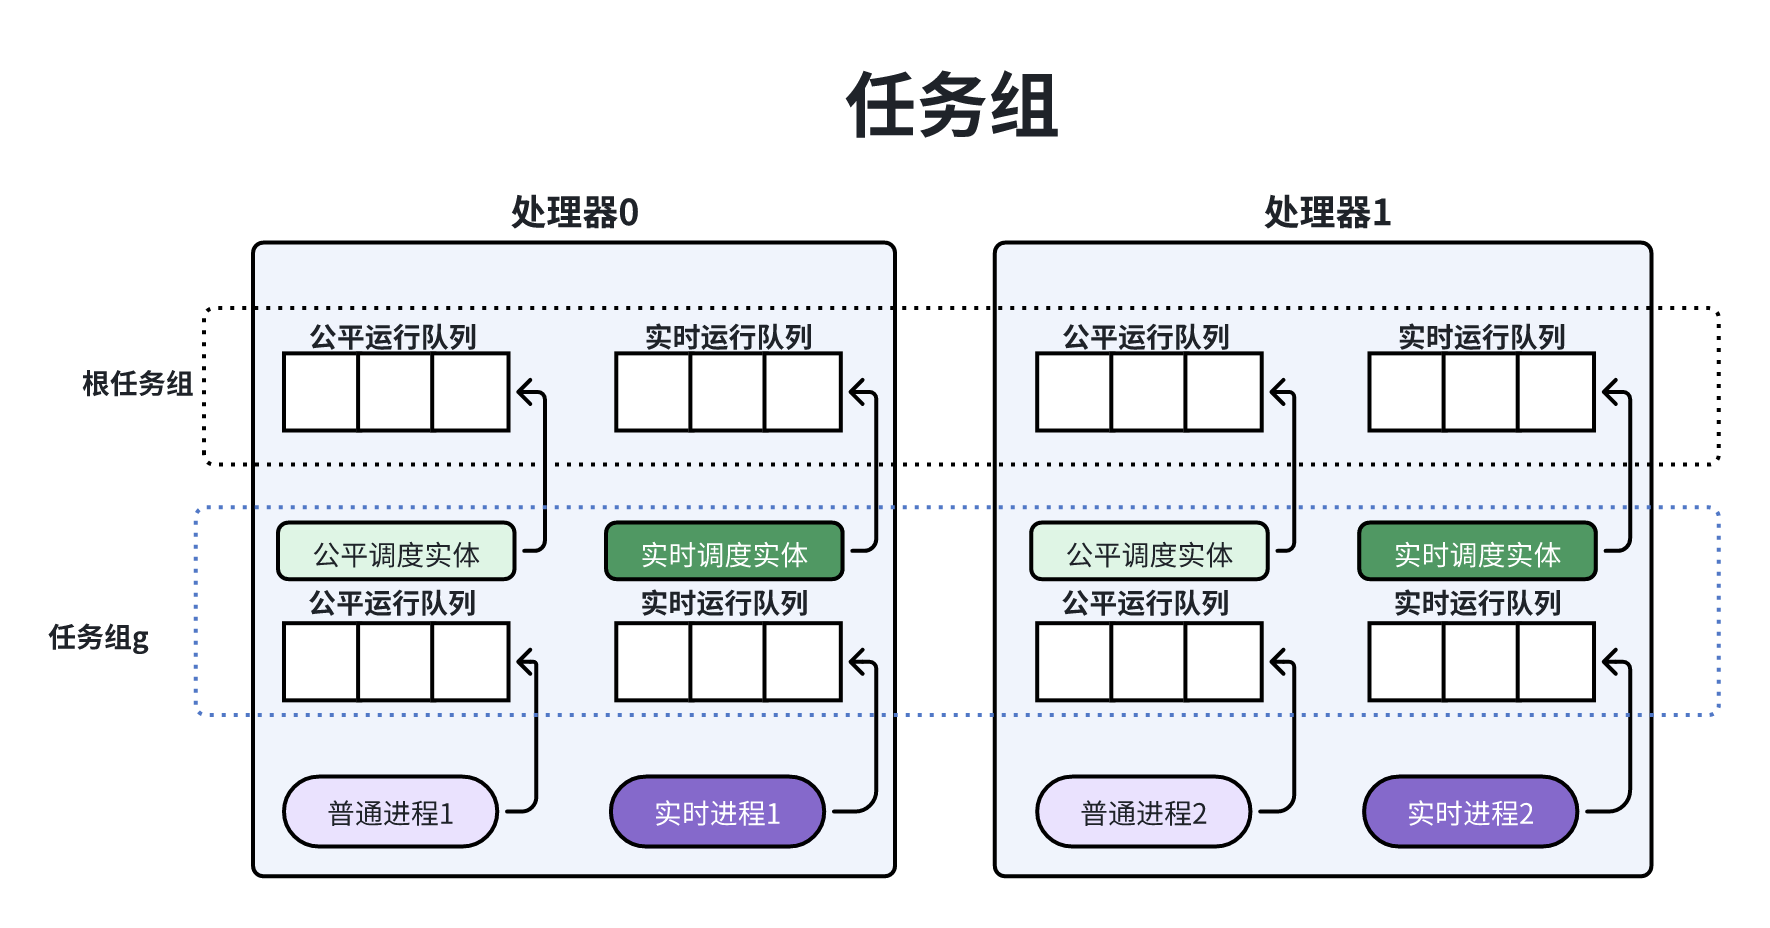 任务组
处理器0
处理器1
公平运行队列
实时运行队列
公平运行队列
实时运行队列
根任务组
公平调度实体
实时调度实体
公平调度实体
实时调度实体
公平运行队列
实时运行队列
公平运行队列
实时运行队列
任务组g
普通进程1
实时进程1
普通进程2
实时进程2